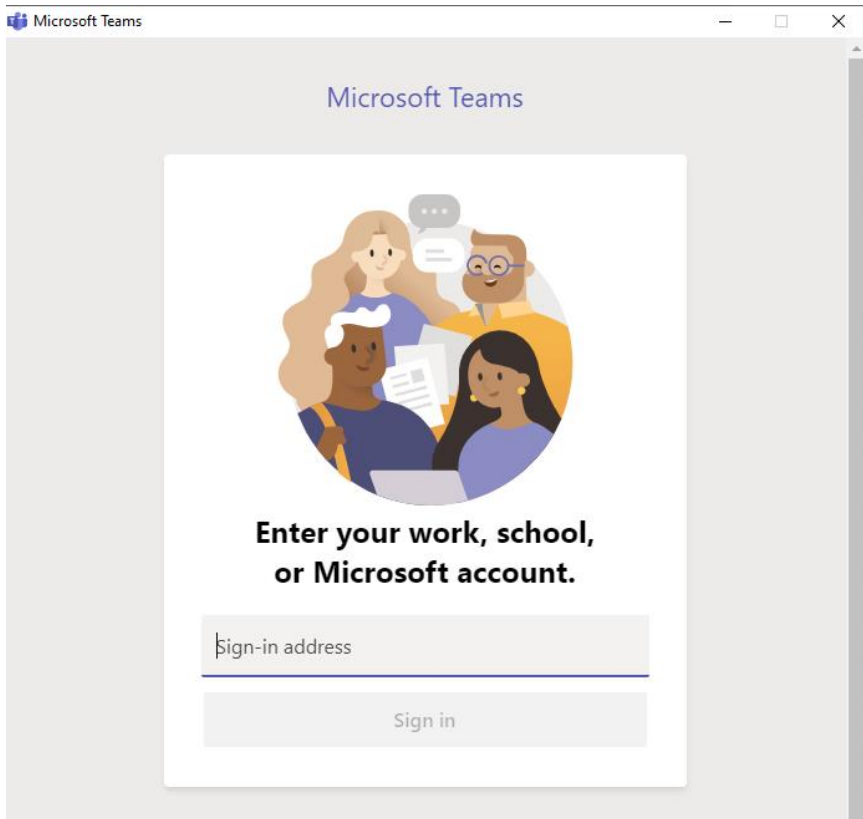 Microsoft Teams
Microsoft Teams
Enter your work, school,
or Microsoft account.
Sign-in address
Sign in